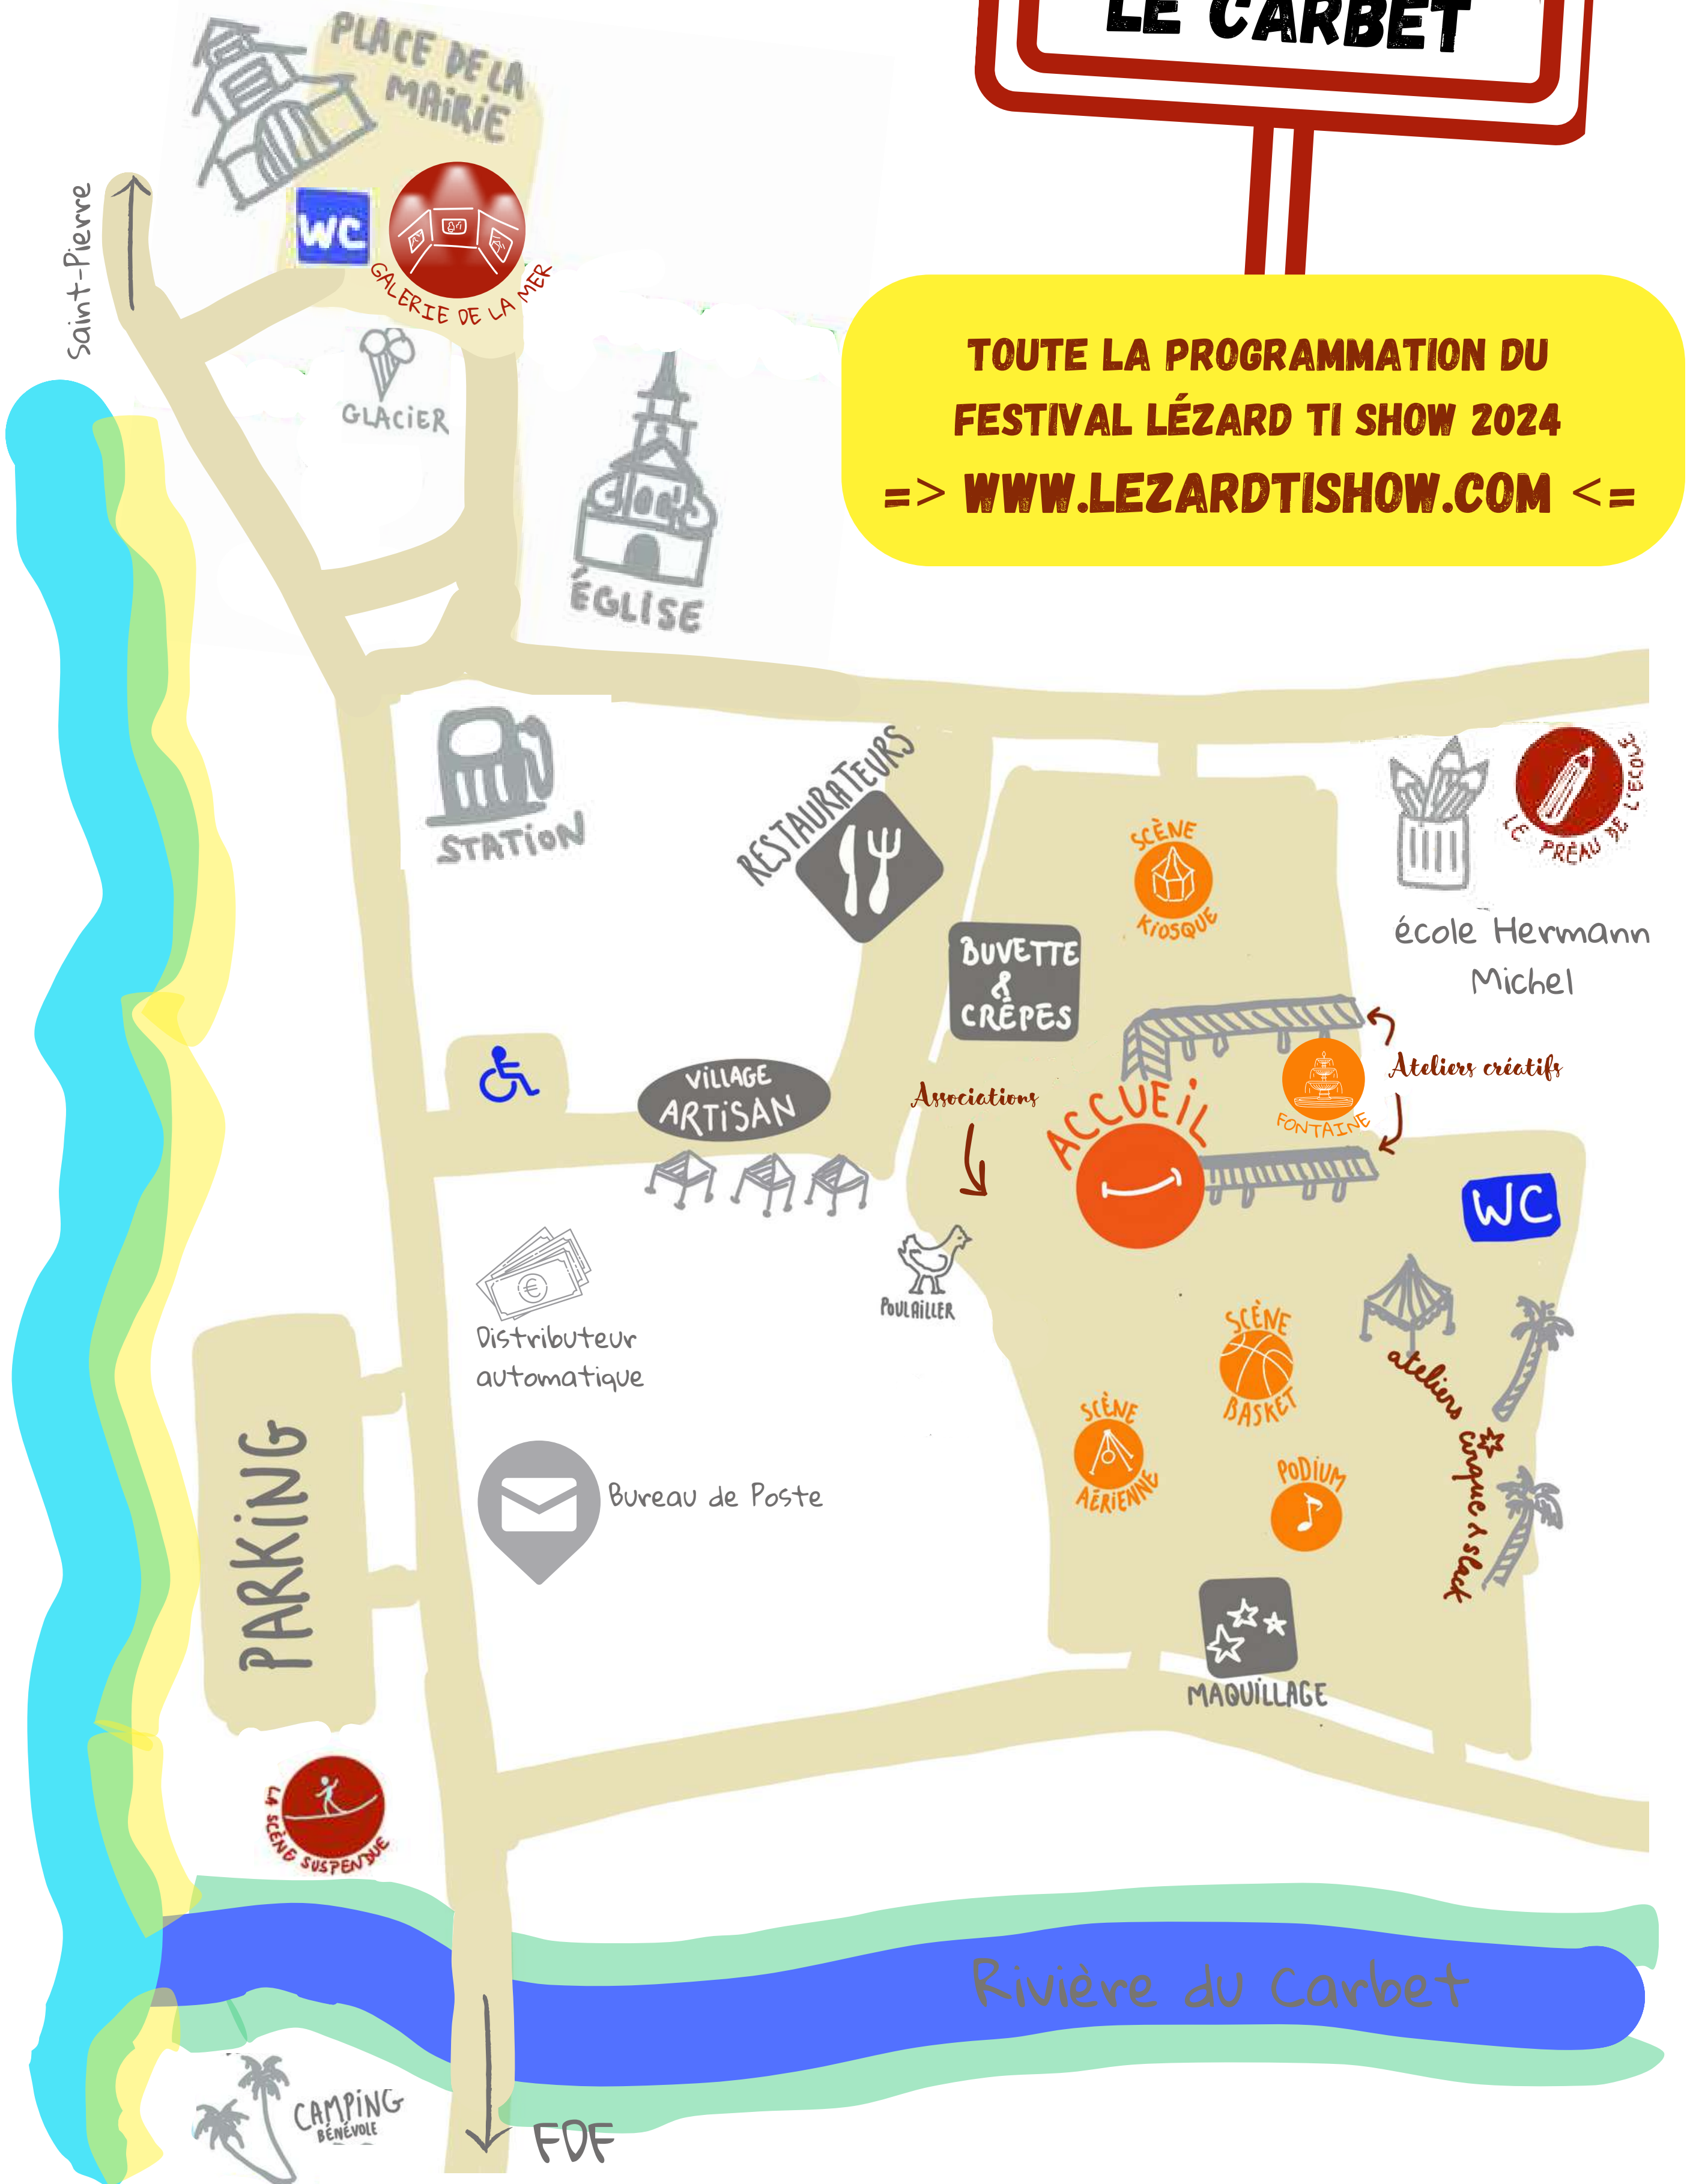 LE CARBET
PLACE DE LA
MAIRIE
WC
GALERIE DE LA MER
Saint-Pierre
GLACIER
ÉGLISE
TOUTE LA PROGRAMMATION DU
FESTIVAL LÉZARD TI SHOW 2024
=> WWW.LEZARDTISHOW.COM <=
STATION
RESTAURATEURS
SCÈNE
KIOSQUE
LE PRÉAU DE L'ECOLE
école Hermann
Michel
BUVETTE
&
CRÊPES
VILLAGE
ARTISAN
Associations
ACCUEIL
FONTAINE
Ateliers créatifs
WC
POULAILLER
Distributeur
automatique
SCÈNE
BASKET
ateliers cirque & slack
SCÈNE
AÉRIENNE
PODIUM
PARKING
Bureau de Poste
MAQUILLAGE
LA SCÈNE SUSPENDUE
Rivière du Carbet
CAMPING
BÉNÉVOLE
FDF